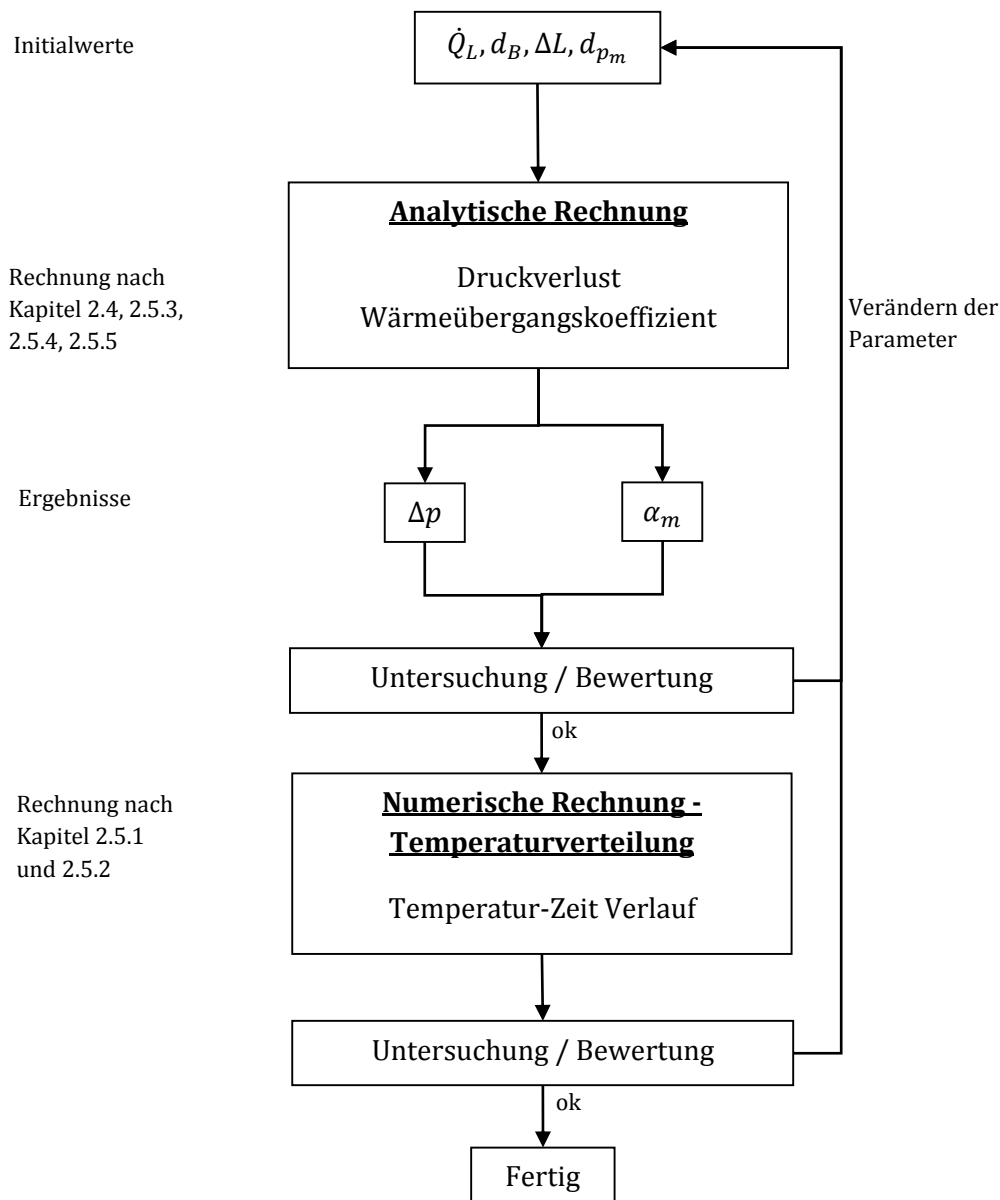 Initialwerte
Q̇_L, d_B, ΔL, d_{p_m}
Analytische Rechnung
Druckverlust
Wärmeübergangskoeffizient
Rechnung nach
Kapitel 2.4, 2.5.3,
2.5.4, 2.5.5
Verändern der
Parameter
Ergebnisse
Δp
α_m
Untersuchung / Bewertung
ok
Rechnung nach
Kapitel 2.5.1
und 2.5.2
Numerische Rechnung -
Temperaturverteilung
Temperatur-Zeit Verlauf
Untersuchung / Bewertung
ok
Fertig